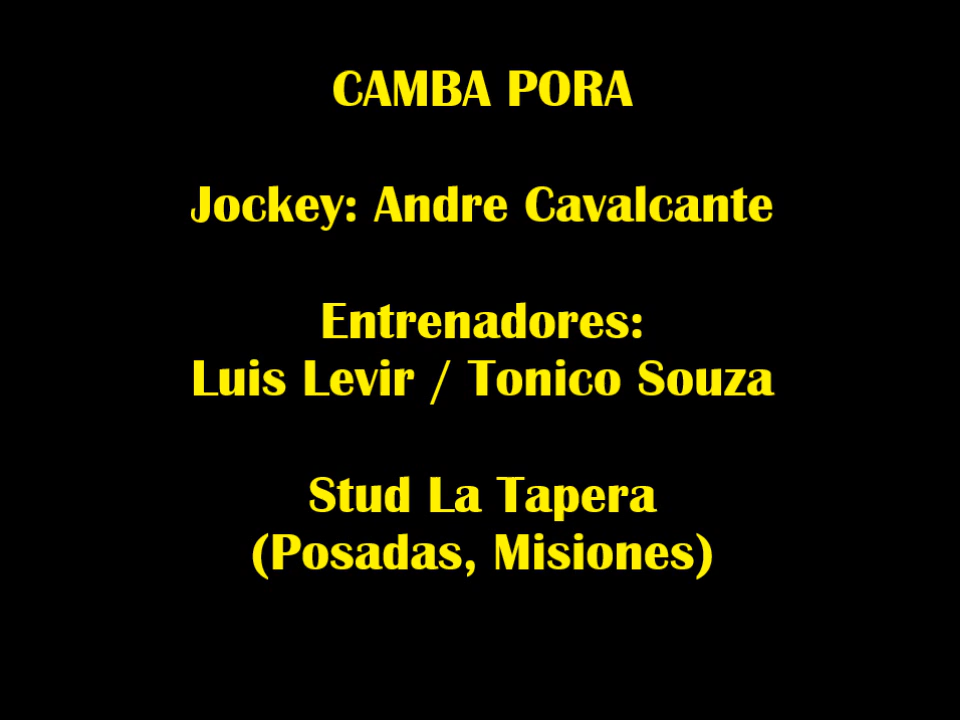 CAMBA PORA
Jockey: Andre Cavalcante
Entrenadores:
Luis Levir / Tonico Souza
Stud La Tapera
(Posadas, Misiones)